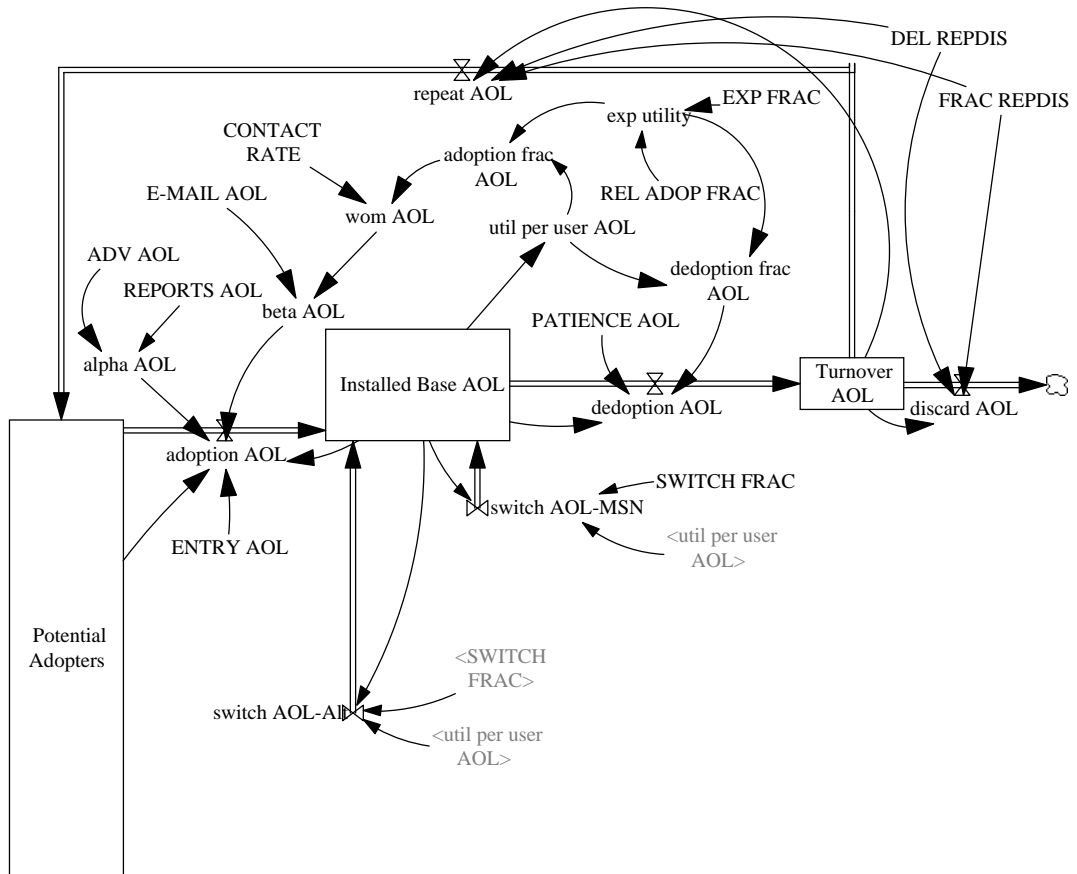 DEL REPDIS
repeat AOL
EXP FRAC
FRAC REPDIS
exp utility
CONTACT
RATE
adoption frac
AOL
E-MAIL AOL
REL ADOP FRAC
wom AOL
util per user AOL
ADV AOL
dedoption frac
AOL
REPORTS AOL
beta AOL
PATIENCE AOL
alpha AOL
Installed Base AOL
Turnover
AOL
dedoption AOL
discard AOL
adoption AOL
SWITCH FRAC
switch AOL-MSN
ENTRY AOL
<util per user
AOL>
Potential
Adopters
<SWITCH
FRAC>
switch AOL-AI
<util per user
AOL>